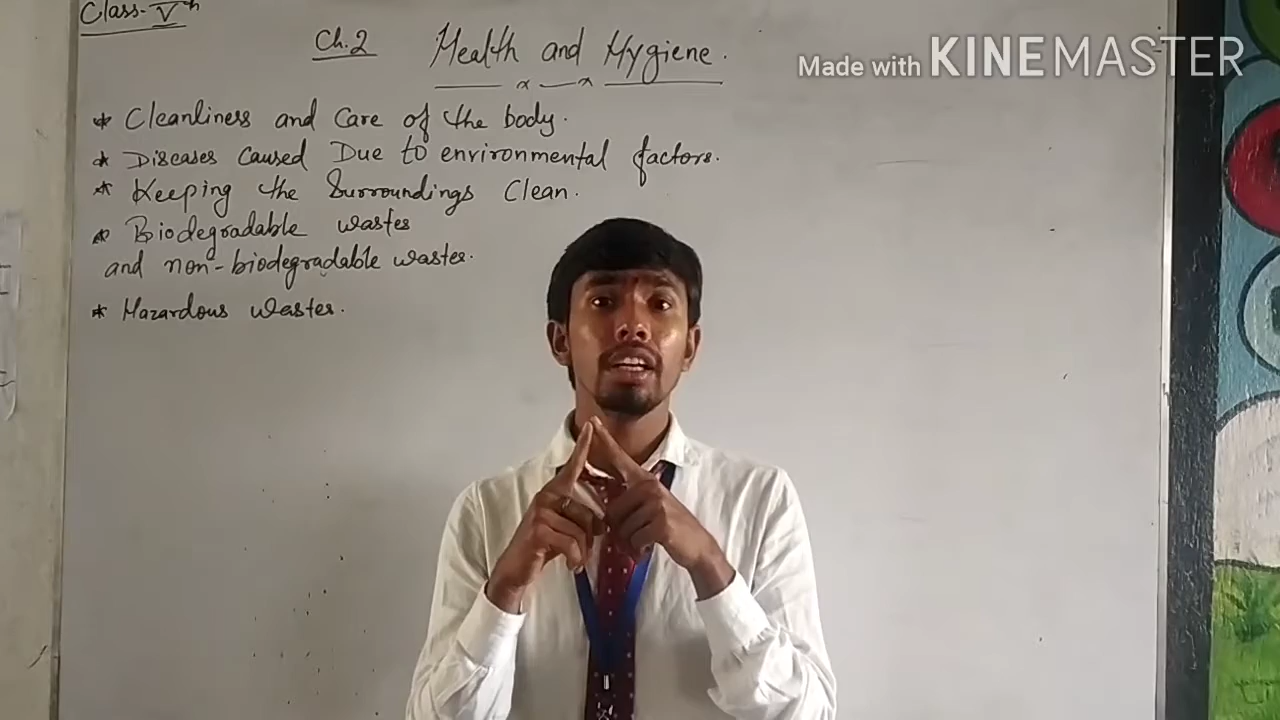 Class-Vth
Ch.2 Health and Hygiene.
Made with KINEMASTER
* Cleanliness and care of the body.
* Diseases caused Due to environmental factors.
* Keeping the Surroundings Clean.
* Biodegradable wastes
and non-biodegradable wastes.
* Hazardous wastes.